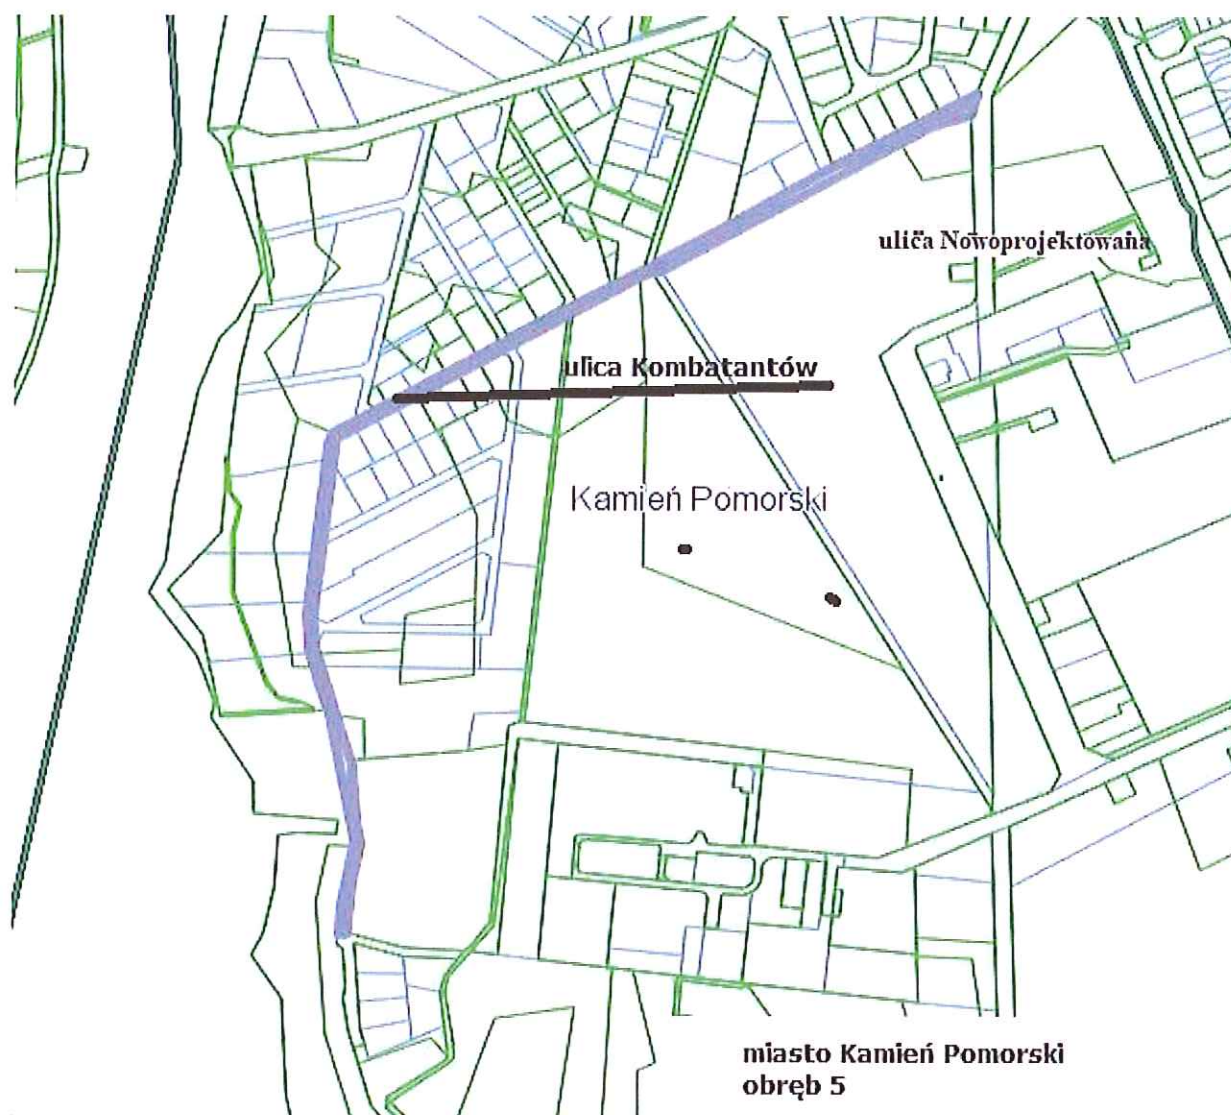 ulica Nowoprojektowana
ulica Kombatantów
Kamień Pomorski
miasto Kamień Pomorski
obręb 5